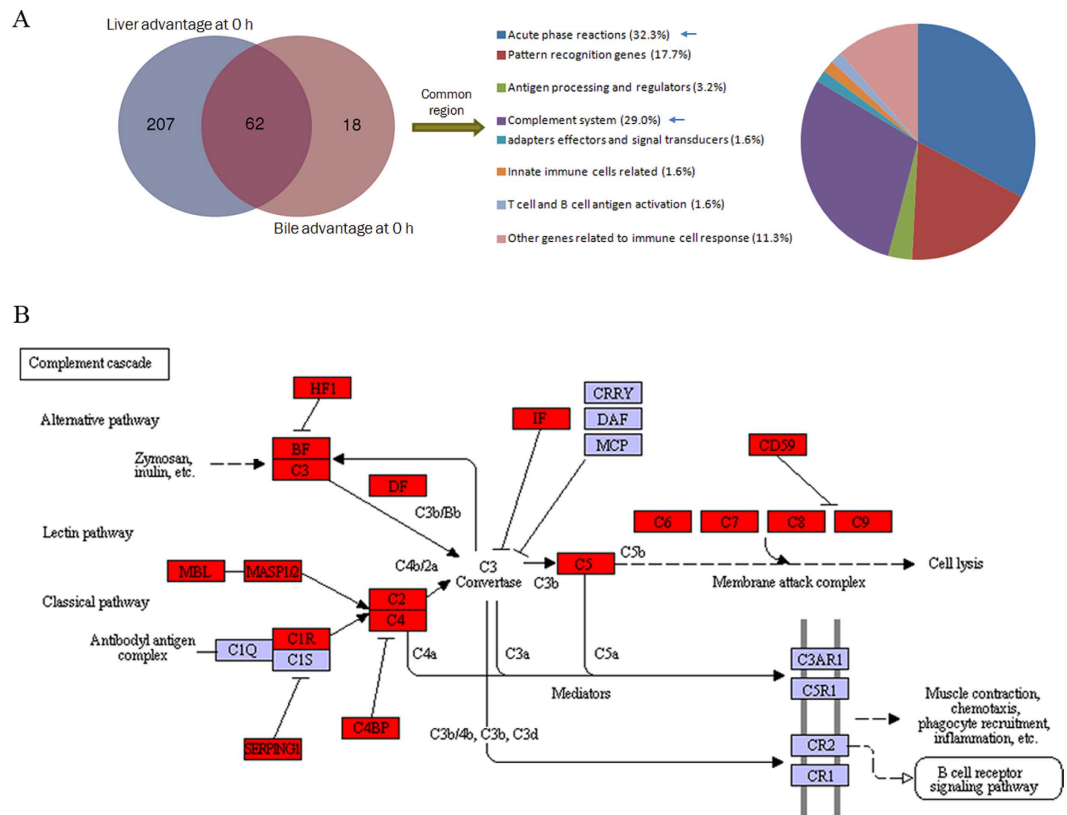 A
Liver advantage at 0 h
207
62
18
Bile advantage at 0 h
Common
region
Acute phase reactions (32.3%)
Pattern recognition genes (17.7%)
Antigen processing and regulators (3.2%)
Complement system (29.0%)
adapters effectors and signal transducers (1.6%)
Innate immune cells related (1.6%)
T cell and B cell antigen activation (1.6%)
Other genes related to immune cell response (11.3%)
B
Complement cascade
HF1
CRRY
Alternative pathway
IF
DAF
MCP
CD59
BF
C3
Zymosan,
inulin, etc.
DF
C3b/Bb
C6
C7
C8
C9
Lectin pathway
C4b/2a
C3
Convertase
C3b
C5
C5b
Membrane attack complex
Cell lysis
MBL
MASP1/2
Classical pathway
C2
C4
Antibodyl antigen
complex
C1Q
C1R
C1S
C4a
C3a
C5a
Mediators
C3AR1
C5R1
Muscle contraction,
chemotaxis,
phagocyte recruitment,
inflammation, etc.
SERPING1
C4BP
C3b/4b, C3b, C3d
CR2
CR1
B cell receptor
signaling pathway